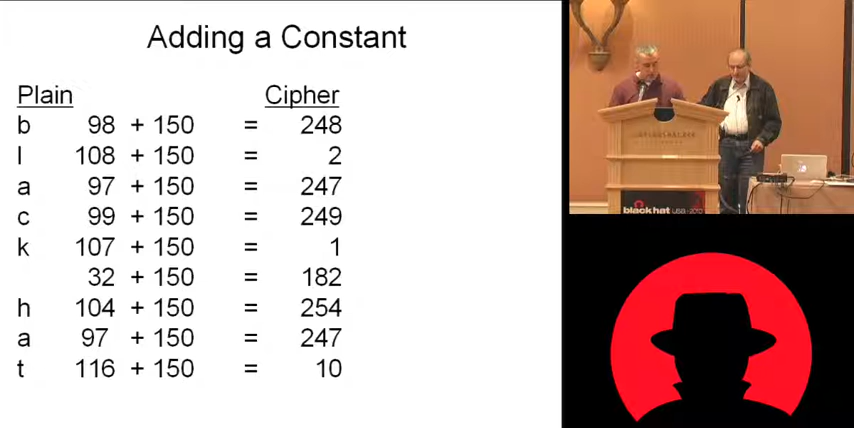 Adding a Constant
Plain Cipher
b 98 + 150 = 248
l 108 + 150 = 2
a 97 + 150 = 247
c 99 + 150 = 249
k 107 + 150 = 1
32 + 150 = 182
h 104 + 150 = 254
a 97 + 150 = 247
t 116 + 150 = 10
black hat USA + 2010